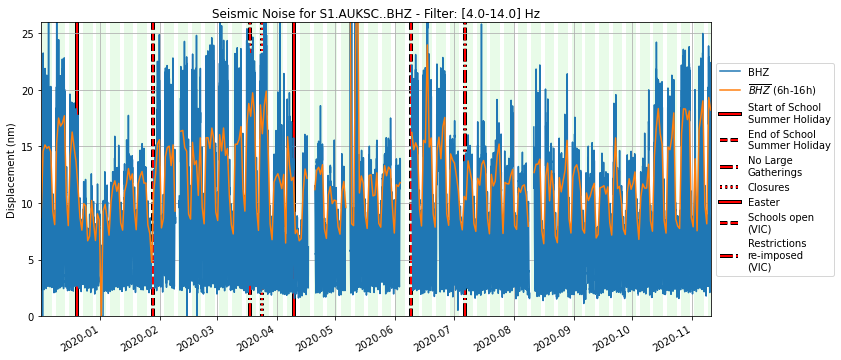 Seismic Noise for S1.AUKSC..BHZ - Filter: [4.0-14.0] Hz
Displacement (nm)
25
20
15
10
5
0
2020-01
2020-02
2020-03
2020-04
2020-05
2020-06
2020-07
2020-08
2020-09
2020-10
2020-11
BHZ
BHZ (6h-16h)
Start of School
Summer Holiday
End of School
Summer Holiday
No Large
Gatherings
Closures
Easter
Schools open
(VIC)
Restrictions
re-imposed
(VIC)